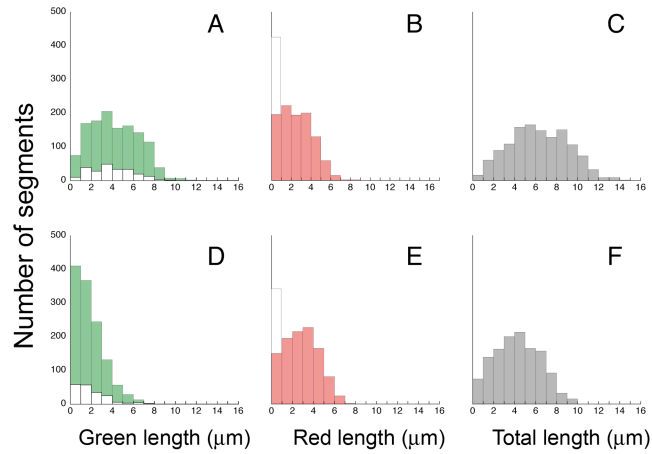 A
B
C
500
400
300
200
100
0
0 2 4 6 8 10 12 14 16
0 2 4 6 8 10 12 14 16
0 2 4 6 8 10 12 14 16
Number of segments
D
E
F
500
400
300
200
100
0
0 2 4 6 8 10 12 14 16
0 2 4 6 8 10 12 14 16
0 2 4 6 8 10 12 14 16
Green length (μm)
Red length (μm)
Total length (μm)